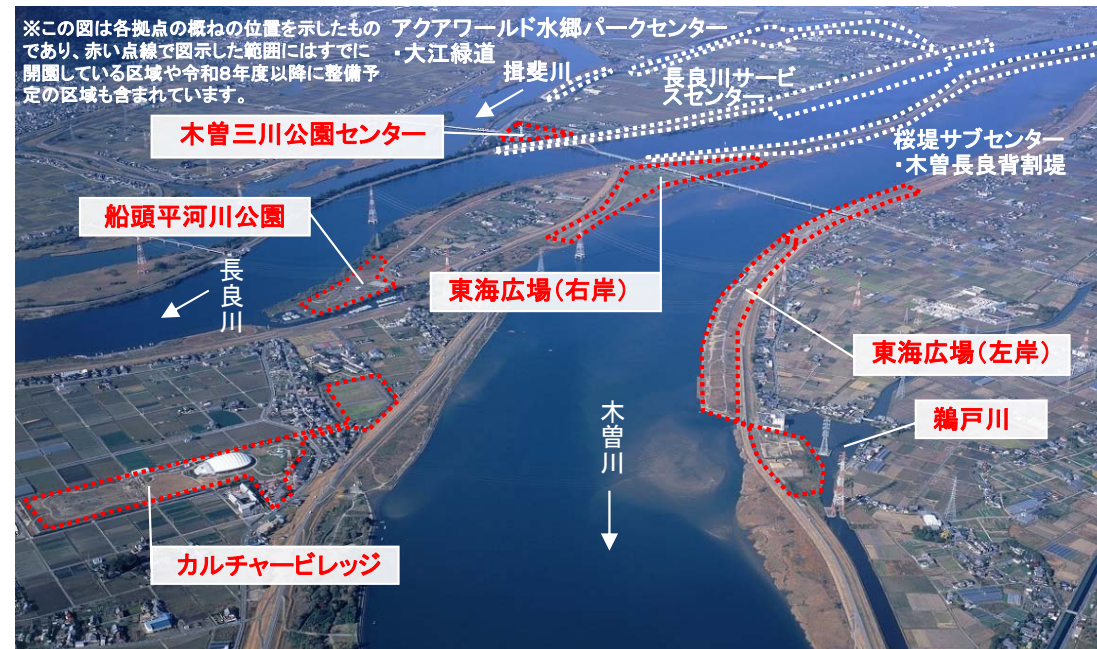 ※この図は各拠点の概ねの位置を示したもの
であり、赤い点線で図示した範囲にはすでに
開園している区域や令和８年度以降に整備予
定の区域も含まれています。
アクアワールド水郷パークセンター
・大江緑道
揖斐川
長良川サービ
スセンター
木曽三川公園センター
桜堤サブセンター
・木曽長良背割堤
船頭平河川公園
長良川
東海広場（右岸）
東海広場（左岸）
木曽川
鵜戸川
カルチャービレッジ